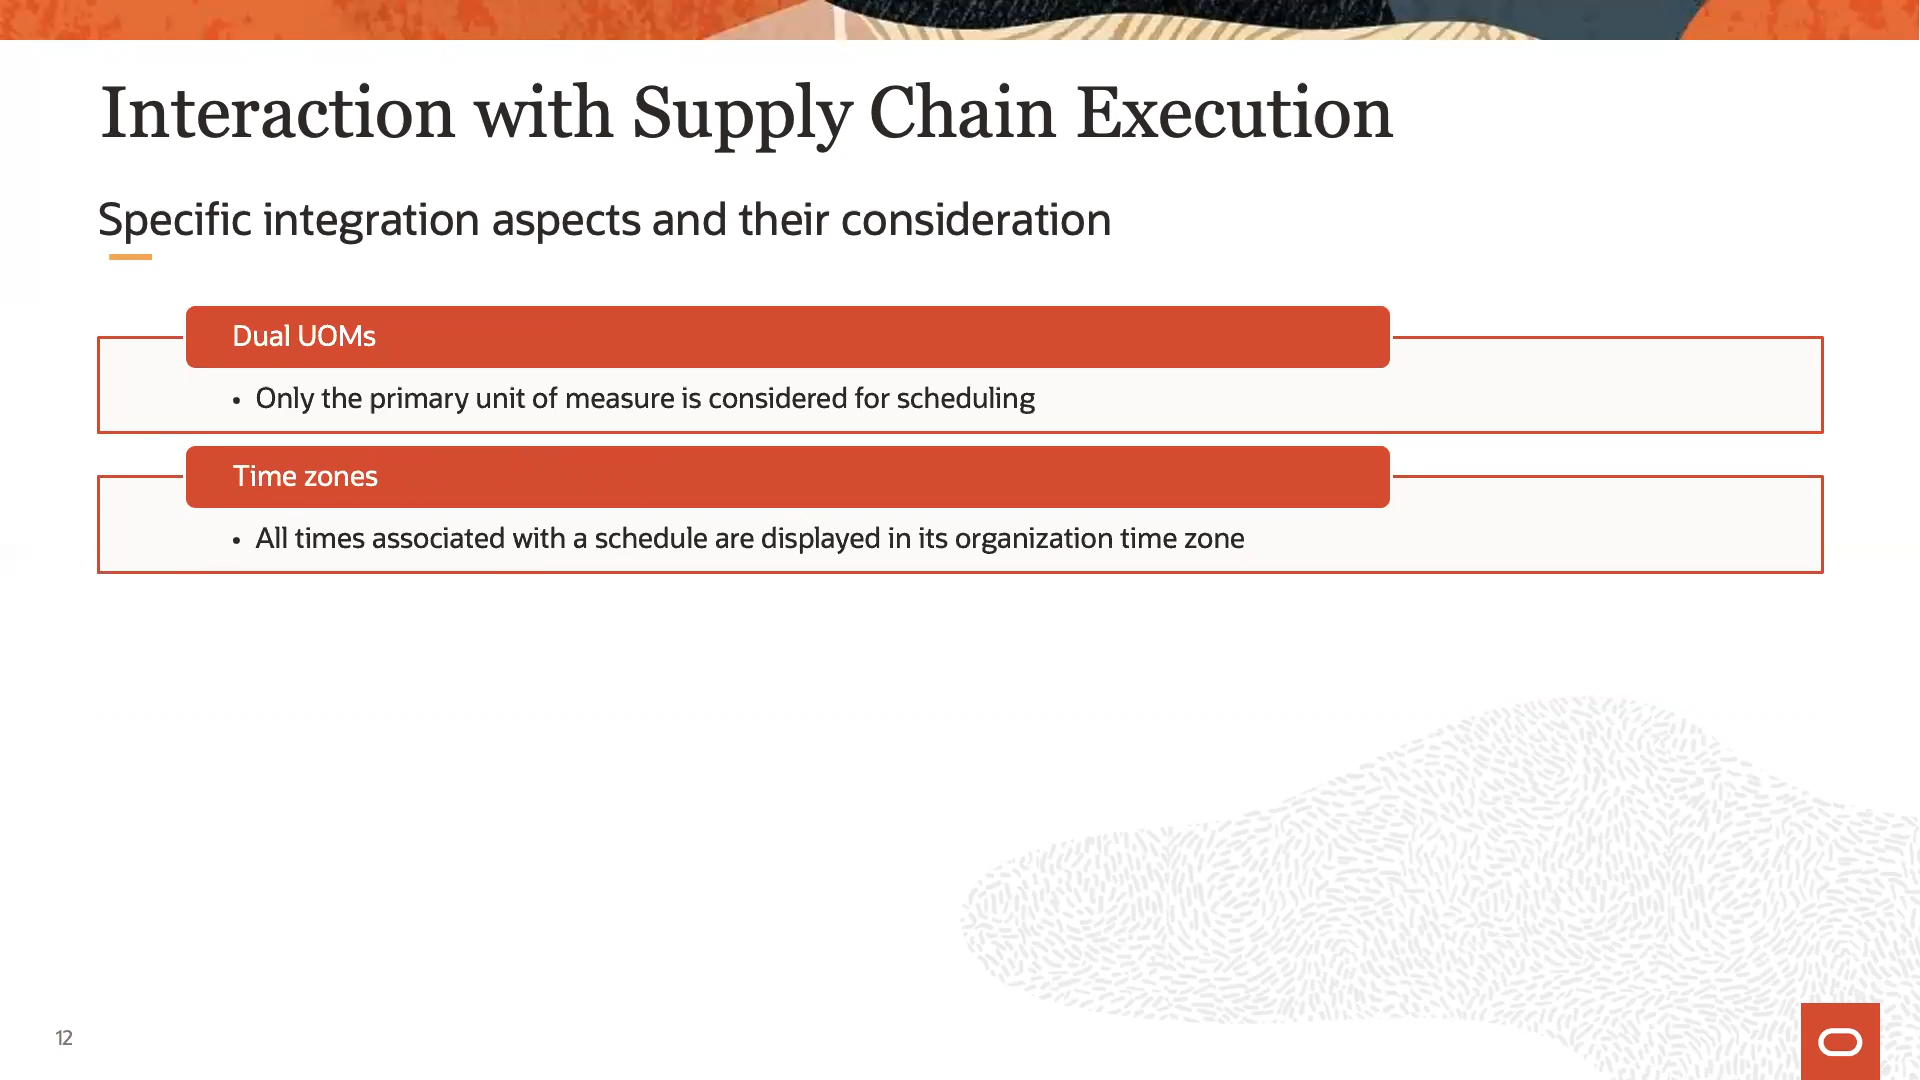 Interaction with Supply Chain Execution
Specific integration aspects and their consideration
Dual UOMs
• Only the primary unit of measure is considered for scheduling
Time zones
• All times associated with a schedule are displayed in its organization time zone
12